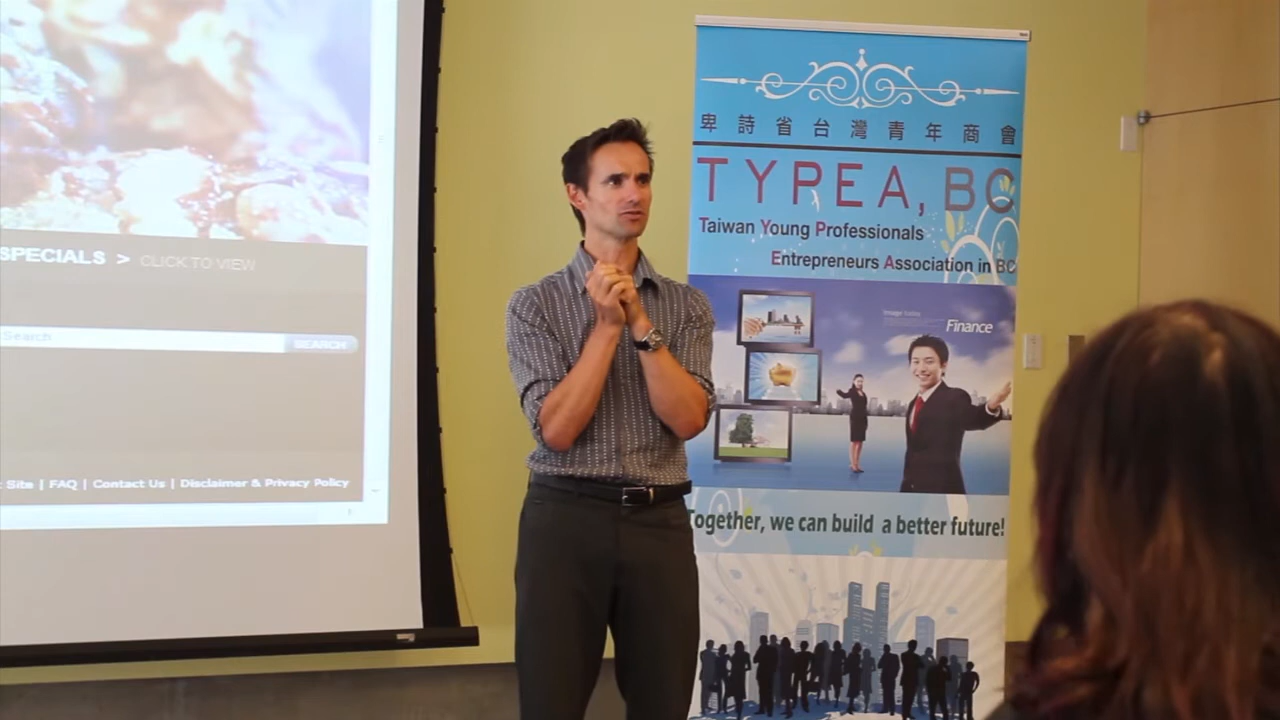 SPECIALS > CLICK TO VIEW
Search
SEARCH
Site | FAQ | Contact Us | Disclaimer & Privacy Policy
卑詩省台灣青年商會
TYPEA, BC
Taiwan Young Professionals
Entrepreneurs Association in BC
Finance
Together, we can build a better future!